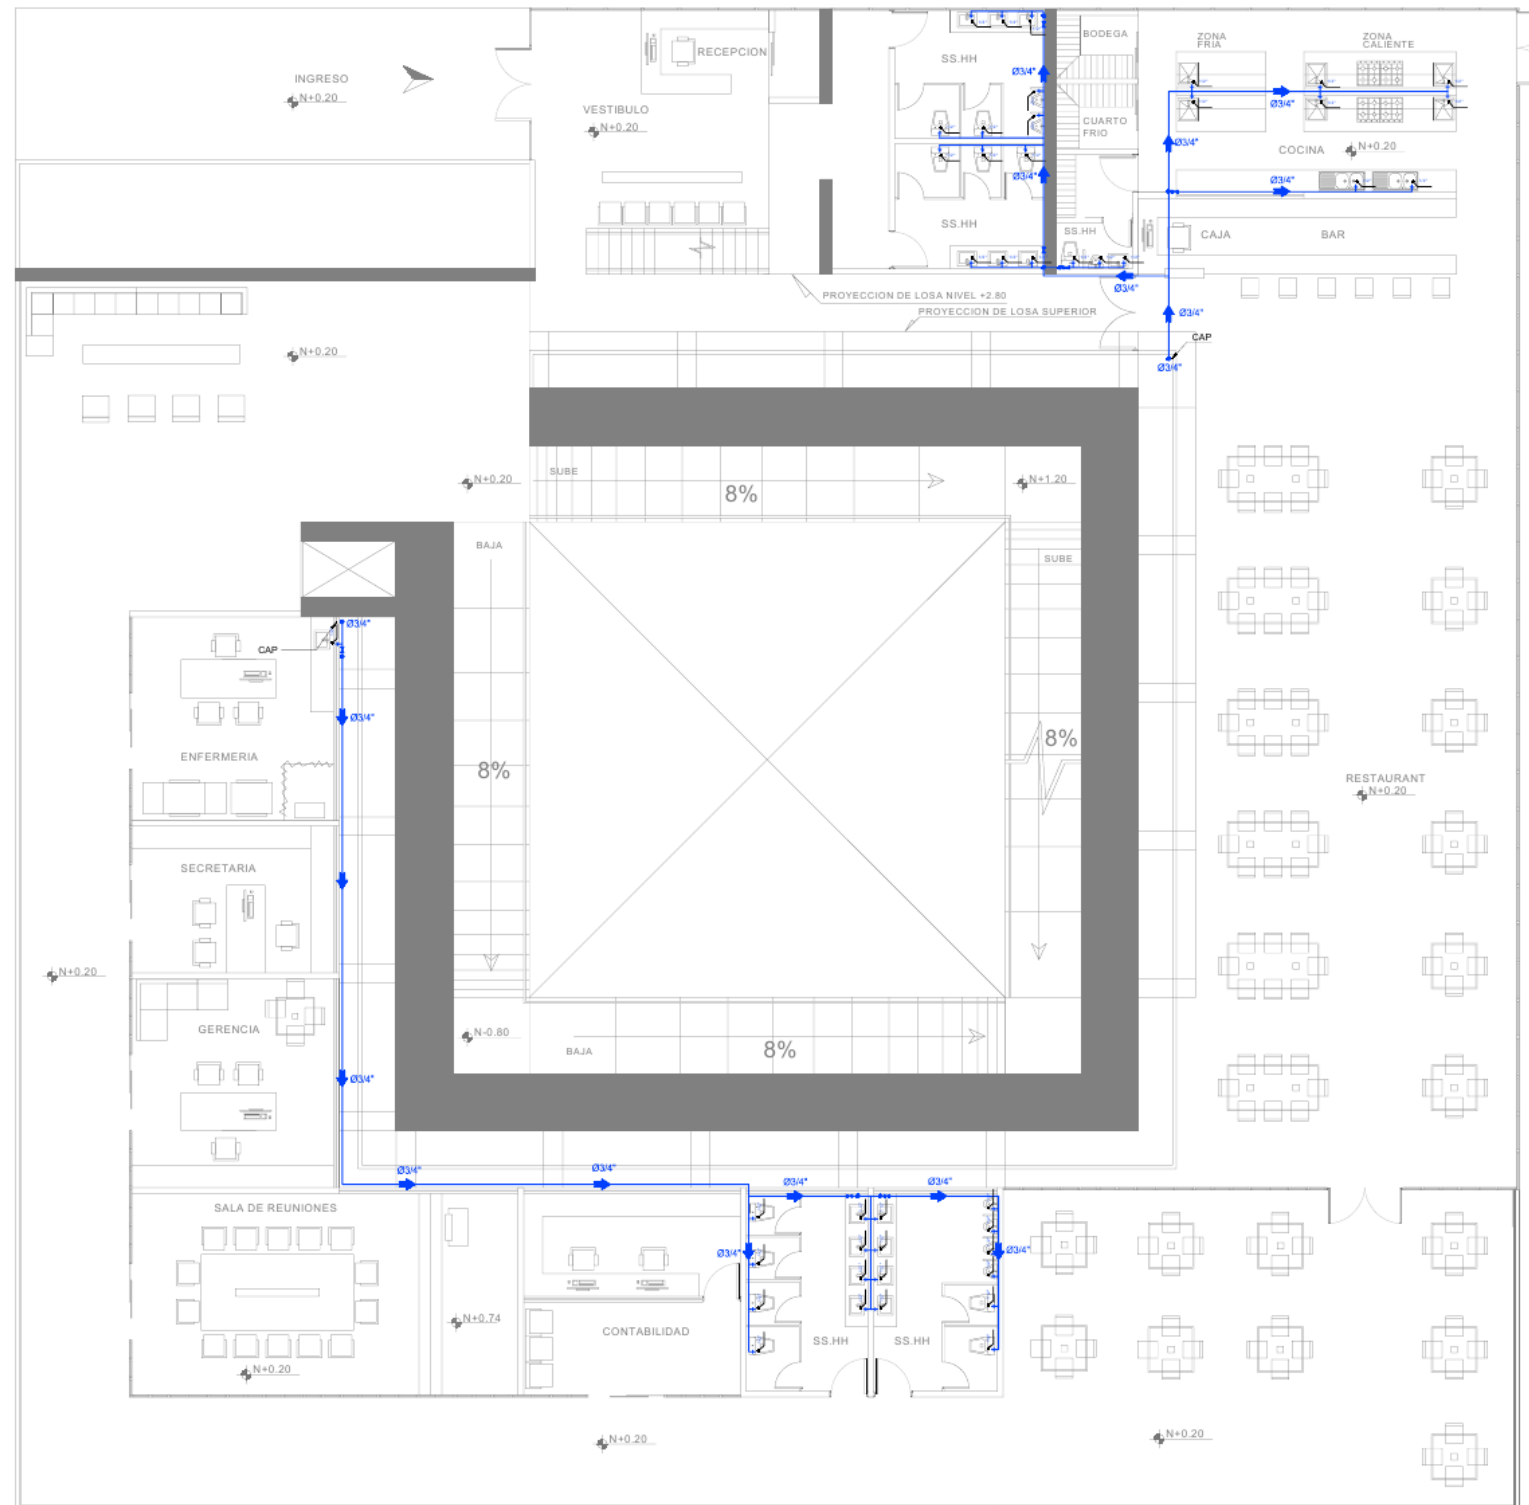 INGRESO
N+0.20
RECEPCION
VESTIBULO
N+0.20
SS.HH
Ø3/4"
BODEGA
CUARTO
FRIO
ZONA
FRIA
ZONA
CALIENTE
Ø3/4"
Ø3/4"
COCINA
N+0.20
Ø3/4"
Ø3/4"
SS.HH
SS.HH
CAJA
BAR
Ø3/4"
PROYECCION DE LOSA NIVEL +2.80
PROYECCION DE LOSA SUPERIOR
Ø3/4"
CAP
Ø3/4"
N+0.20
SUBE
N+0.20
8%
N+1.20
BAJA
SUBE
CAP
Ø3/4"
Ø3/4"
ENFERMERIA
8%
8%
RESTAURANT
N+0.20
SECRETARIA
N+0.20
GERENCIA
N-0.80
BAJA
8%
Ø3/4"
Ø3/4"
Ø3/4"
Ø3/4"
Ø3/4"
SALA DE REUNIONES
Ø3/4"
Ø3/4"
N+0.74
CONTABILIDAD
SS.HH
SS.HH
N+0.20
N+0.20
N+0.20